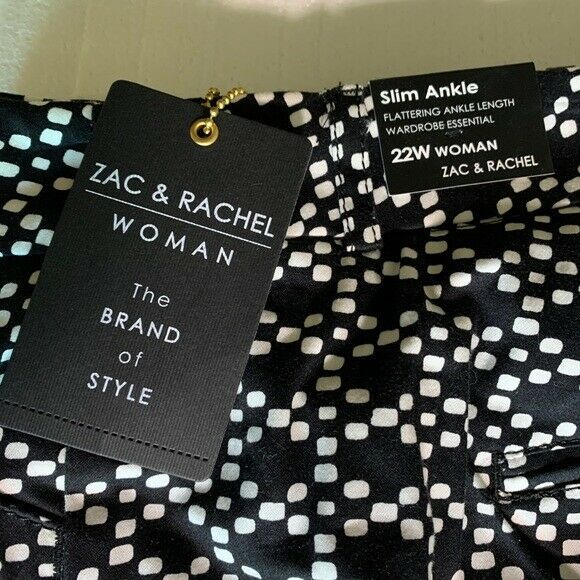 ZAC & RACHEL
WOMAN
The
BRAND
of
STYLE
Slim Ankle
FLATTERING ANKLE LENGTH
WARDROBE ESSENTIAL
22W WOMAN
ZAC & RACHEL